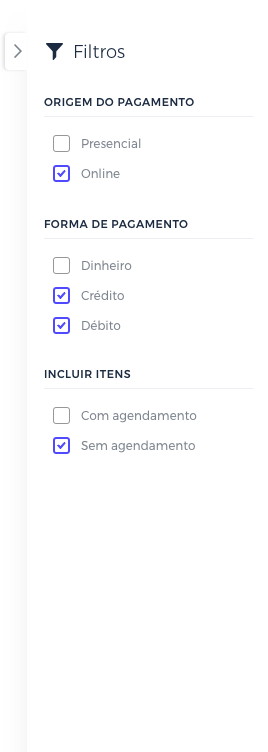 Filtros
ORIGEM DO PAGAMENTO
Presencial
Online
FORMA DE PAGAMENTO
Dinheiro
Crédito
Débito
INCLUIR ITENS
Com agendamento
Sem agendamento